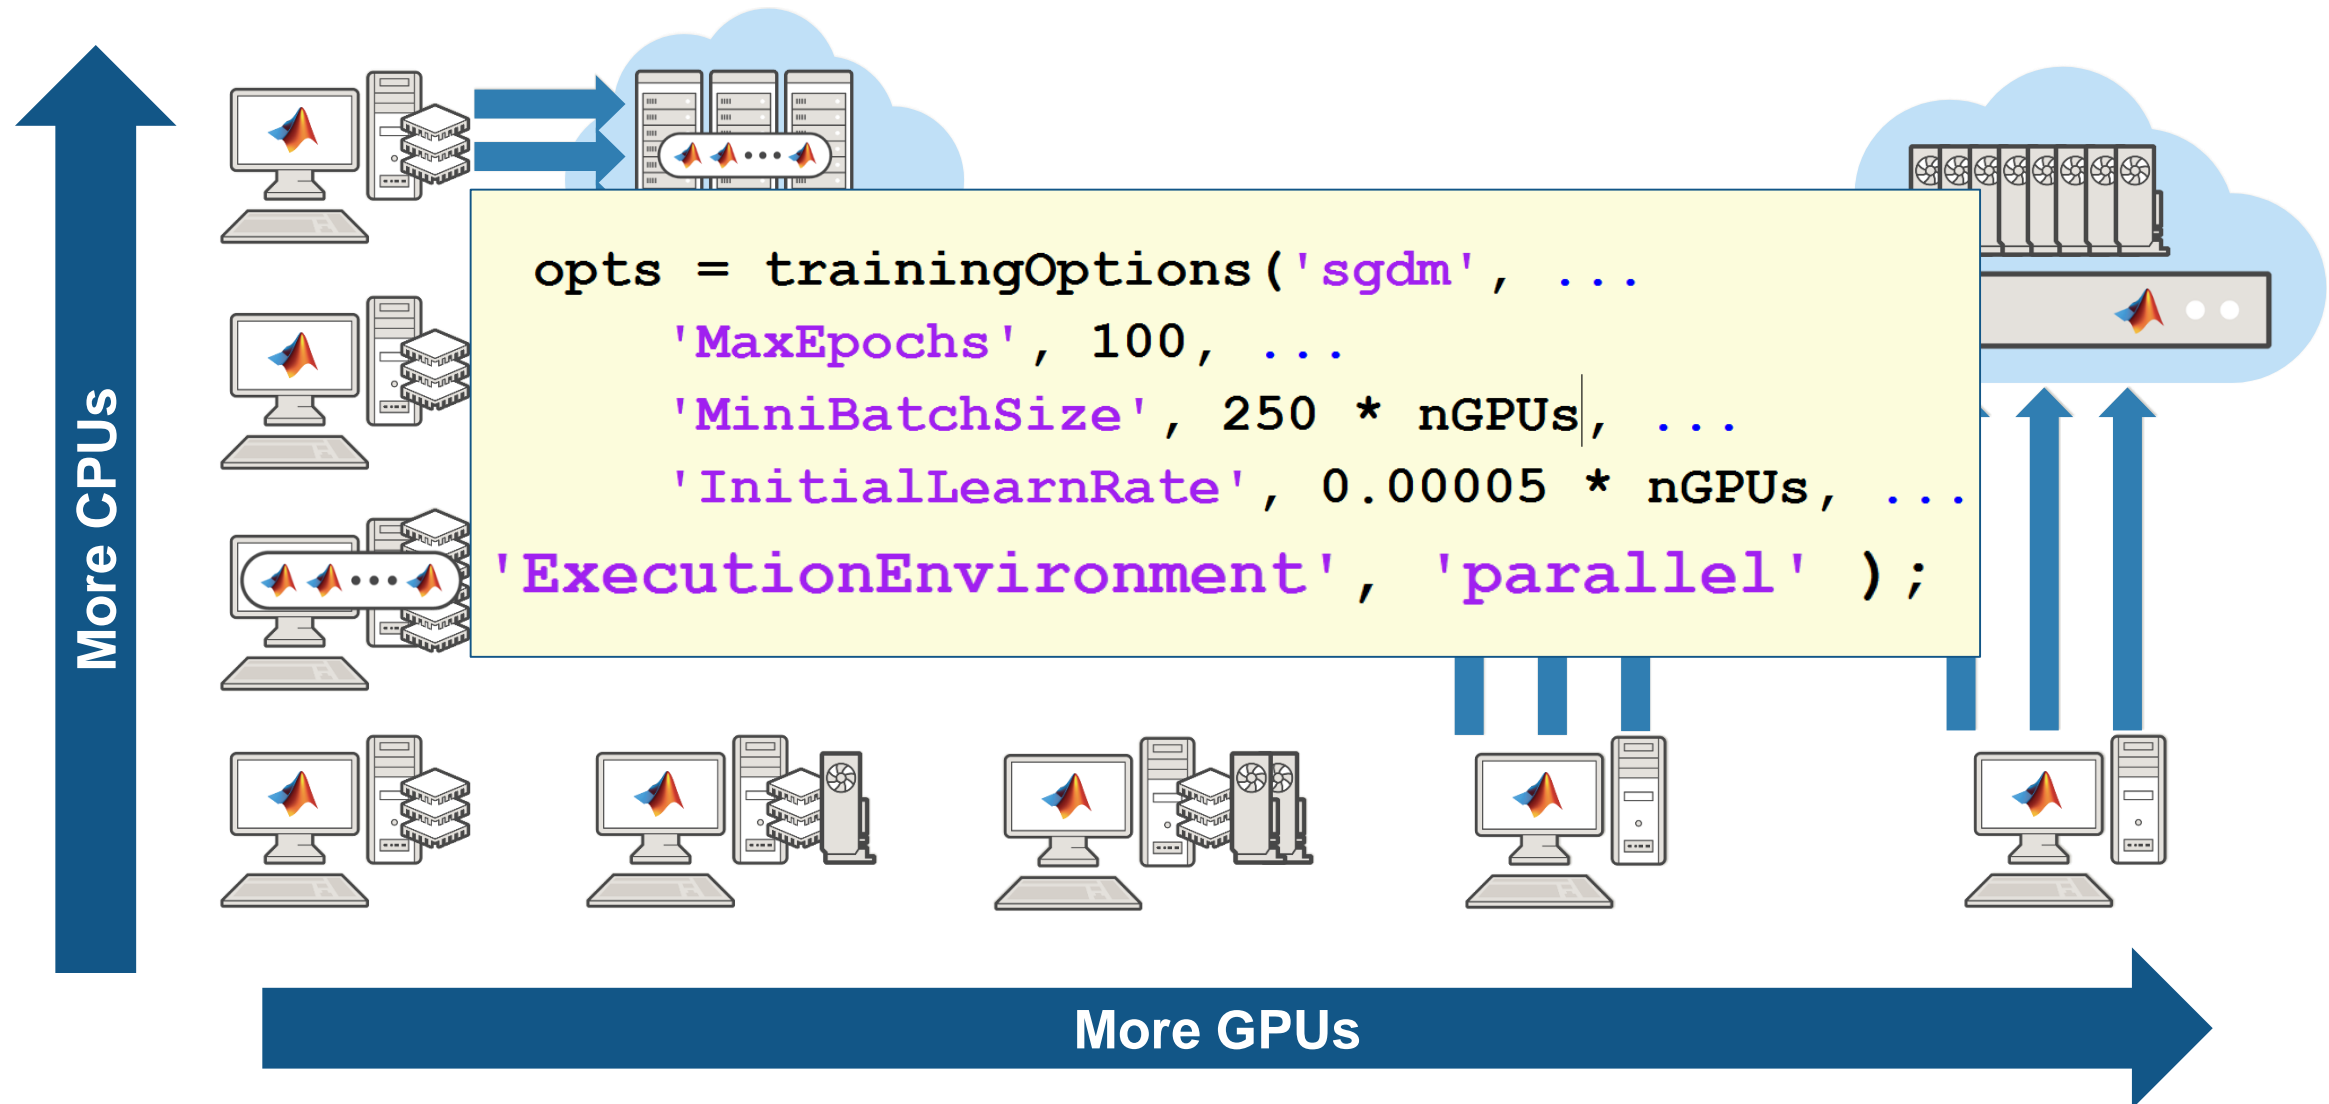 opts = trainingOptions('sgdm', ...
'MaxEpochs', 100, ...
'MiniBatchSize', 250 * nGPUs, ...
'InitialLearnRate', 0.00005 * nGPUs, ...
'ExecutionEnvironment', 'parallel' );
More CPUs
More GPUs